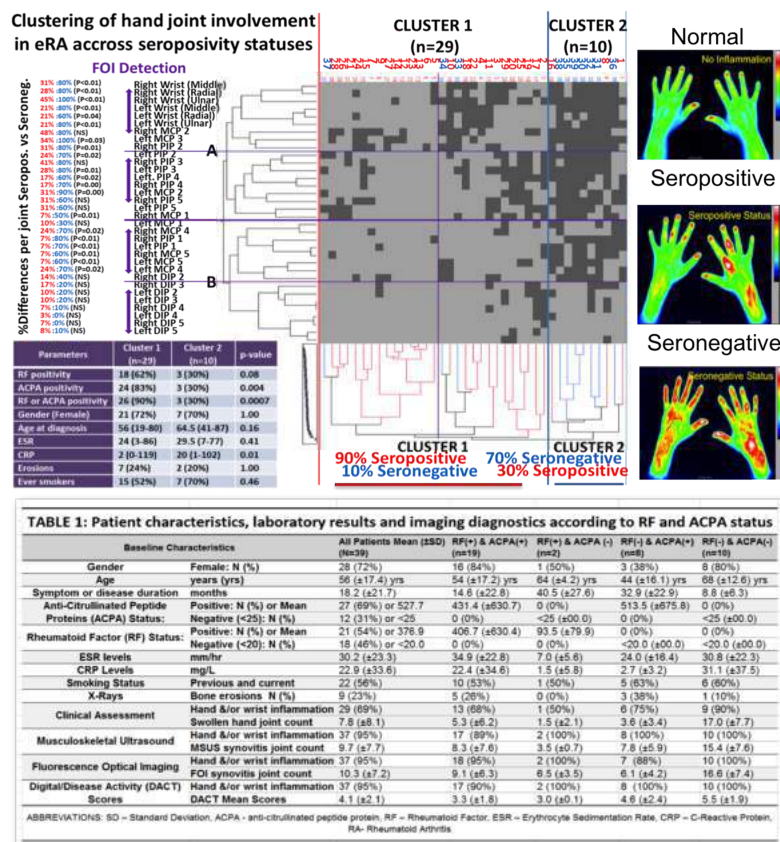 Clustering of hand joint involvement
in eRA accross seroposivity statuses
FOI Detection
%Differences per joint Seropos. vs Seroneg.
31% :80% (P<0.01)
28% :80% (P<0.01)
45% :100% (P<0.01)
21% :80% (P<0.01)
21% :60% (P=0.04)
21% :80% (P<0.01)
48% :80% (NS)
34% :100% (P=0.03)
31% :80% (P<0.01)
24% :70% (P=0.02)
41% :80% (NS)
28% :80% (P=0.01)
17% :60% (P=0.02)
17% :70% (P=0.00)
31% :90% (P=0.00)
31% :60% (NS)
31% :60% (NS)
7% :50% (P=0.01)
10% :30% (NS)
24% :70% (P=0.02)
7% :80% (P<0.01)
7% :70% (P<0.01)
7% :60% (P<0.01)
7% :60% (P<0.01)
24% :70% (P=0.02)
14% :40% (NS)
17% :20% (NS)
10% :20% (NS)
10% :20% (NS)
7% :10% (NS)
3% :0% (NS)
7% :0% (NS)
8% :10% (NS)
Right Wrist (Middle)
Right Wrist (Radial)
Right Wrist (Ulnar)
Left Wrist (Middle)
Left Wrist (Radial)
Left Wrist (Ulnar)
Right MCP 2
Left MCP 3
Right PIP 2
Left PIP 2
Right PIP 3
Left PIP 3
Left. PIP 4
Right PIP 4
Left MCP 2
Right PIP 5
Left PIP 5
Right MCP 1
Left MCP 1
Right MCP 4
Right PIP 1
Left PIP 1
Right MCP 5
Left MCP 5
Left MCP 4
Right DIP 2
Right DIP 3
Left DIP 2
Left DIP 3
Right DIP 4
Left DIP 4
Right DIP 5
Left DIP 5
A
B
CLUSTER 1
(n=29)
CLUSTER 2
(n=10)
CLUSTER 1
90% Seropositive
10% Seronegative
CLUSTER 2
70% Seronegative
30% Seropositive
Normal
No Inflammation
Seropositive
Seropositive Status
Seronegative
Seronegative Status
Parameters Cluster 1 (n=29) Cluster 2 (n=10) p-value
RF positivity 18 (62%) 3 (30%) 0.08
ACPA positivity 24 (83%) 3 (30%) 0.004
RF or ACPA positivity 26 (90%) 3 (30%) 0.0007
Gender (Female) 21 (72%) 7 (70%) 1.00
Age at diagnosis 56 (19-80) 64.5 (41-87) 0.16
ESR 24 (3-86) 29.5 (7-77) 0.41
CRP 2 [0-119) 20 (1-102) 0.01
Erosions 7 (24%) 2 (20%) 1.00
Ever smokers 15 (52%) 7 (70%) 0.46
TABLE 1: Patient characteristics, laboratory results and imaging diagnostics according to RF and ACPA status
Baseline Characteristics All Patients Mean (±SD) (N=39) RF(+) & ACPA(+) (n=19) RF(+) & ACPA (-) (n=2) RF(-) & ACPA(+) (n=8) RF(-) & ACPA(-) (n=10)
Gender Female: N (%) 28 (72%) 16 (84%) 1 (50%) 3 (38%) 8 (80%)
Age years (yrs) 56 (±17.4) yrs 54 (±17.2) yrs 64 (±4.2) yrs 44 (±16.1) yrs 68 (±12.6) yrs
Symptom or disease duration months 18.2 (±21.7) 14.6 (±22.8) 40.5 (±27.6) 32.9 (±22.9) 8.8 (±6.3)
Anti-Citrullinated Peptide Positive: N (%) or Mean 27 (69%) or 527.7 431.4 (±630.7) 0 (0%) 513.5 (±675.8) 0 (0%)
Proteins (ACPA) Status: Negative (<25): N (%) 12 (31%) or <25 0 (0%) <25 (±00.0) 0 (0%) <25 (±00.0)
Rheumatoid Factor (RF) Status: Positive: N (%) or Mean 21 (54%) or 376.9 406.7 (±630.4) 93.5 (±79.9) 0 (0%) 0 (0%)
Negative (<20): N (%) 18 (46%) or <20.0 0 (0%) 0 (0%) <20.0 (±00.0) <20.0 (±00.0)
ESR levels mm/hr 30.2 (±23.3) 34.9 (±22.8) 7.0 (±5.6) 24.0 (±16.4) 30.8 (±22.3)
CRP Levels mg/L 22.9 (±33.6) 22.4 (±34.6) 1.5 (±5.8) 2.7 (±3.2) 31.1 (±37.5)
Smoking Status Previous and current 22 (56%) 10 (53%) 1 (50%) 5 (63%) 6 (60%)
X-Rays Bone erosions N (%) 9 (23%) 5 (26%) 0 (0%) 3 (38%) 1 (10%)
Clinical Assessment Hand &/or wrist inflammation 29 (69%) 13 (68%) 1 (50%) 6 (75%) 9 (90%)
Swollen hand joint count 7.8 (±8.1) 5.3 (±6.2) 1.5 (±2.1) 3.6 (±3.4) 17.0 (±7.7)
Musculoskeletal Ultrasound Hand &/or wrist inflammation 37 (95%) 17 (89%) 2 (100%) 8 (100%) 10 (100%)
MSUS synovitis joint count 9.7 (±7.7) 8.3 (±7.6) 3.5 (±0.7) 7.8 (±5.9) 15.4 (±7.6)
Fluorescence Optical Imaging Hand &/or wrist inflammation 37 (95%) 18 (95%) 2 (100%) 7 (88%) 10 (100%)
FOI synovitis joint count 10.3 (±7.2) 9.1 (±6.3) 6.5 (±3.5) 6.1 (±4.2) 16.6 (±7.4)
Digital/Disease Activity (DACT) Hand &/or wrist inflammation 37 (95%) 17 (90%) 2 (100%) 8 (100%) 10 (100%)
Scores DACT Mean Scores 4.1 (±2.1) 3.3 (±1.8) 3.0 (±0.1) 4.6 (±2.4) 5.5 (±1.9)
ABBREVIATIONS: SD – Standard Deviation, ACPA - anti-citrullinated peptide protein, RF – Rheumatoid Factor, ESR – Erythrocyte Sedimentation Rate, CRP – C-Reactive Protein,
RA- Rheumatoid Arthritis